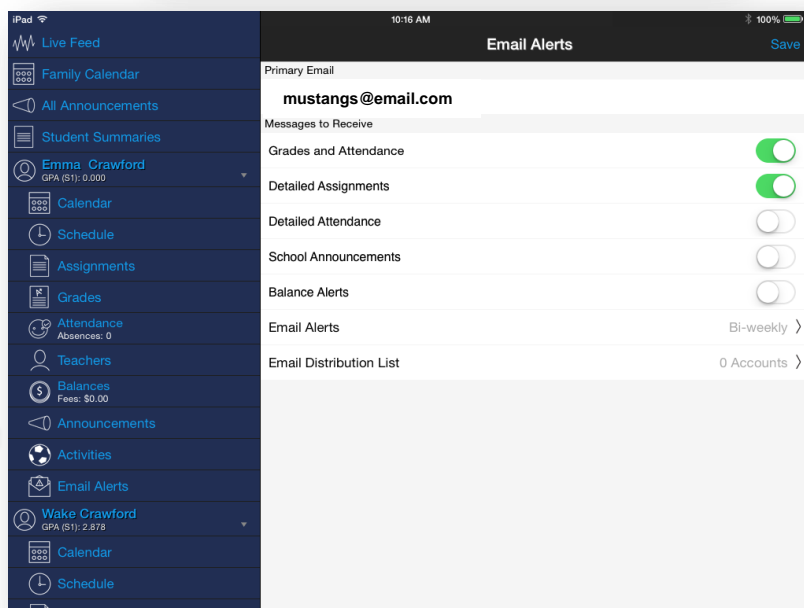 iPad 10:16 AM 100%
Live Feed
Family Calendar
All Announcements
Student Summaries
Emma Crawford
GPA (S1): 0.000
Calendar
Schedule
Assignments
Grades
Attendance
Absences: 0
Teachers
Balances
Fees: $0.00
Announcements
Activities
Email Alerts
Wake Crawford
GPA (S1): 2.878
Calendar
Schedule
Email Alerts Save
Primary Email
mustangs@email.com
Messages to Receive
Grades and Attendance
Detailed Assignments
Detailed Attendance
School Announcements
Balance Alerts
Email Alerts Bi-weekly
Email Distribution List 0 Accounts